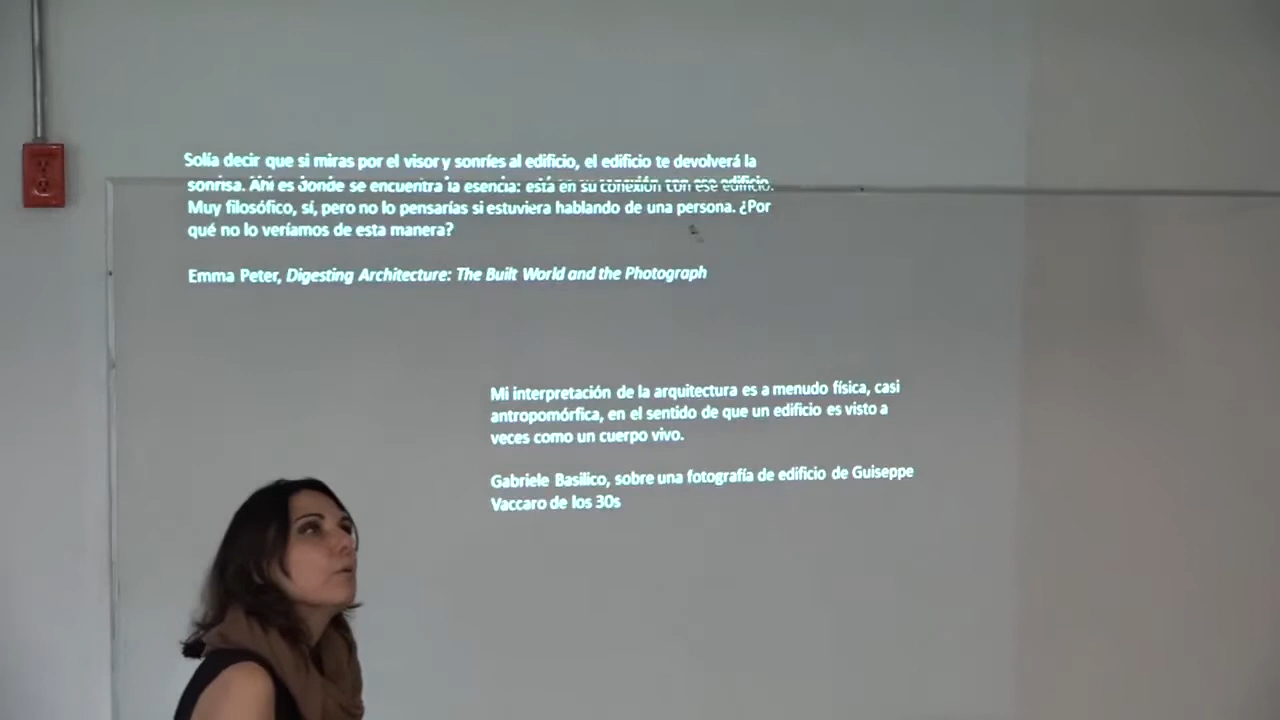 Solía decir que si miras por el visor y sonríes al edificio, el edificio te devolverá la
sonrisa. Ahí es donde se encuentra la esencia: está en su conexión con ese edificio.
Muy filosófico, sí, pero no lo pensarías si estuviera hablando de una persona. ¿Por
qué no lo veríamos de esta manera?
Emma Peter, Digesting Architecture: The Built World and the Photograph
Mi interpretación de la arquitectura es a menudo física, casi
antropomórfica, en el sentido de que un edificio es visto a
veces como un cuerpo vivo.
Gabriele Basilico, sobre una fotografía de edificio de Guiseppe
Vaccaro de los 30s